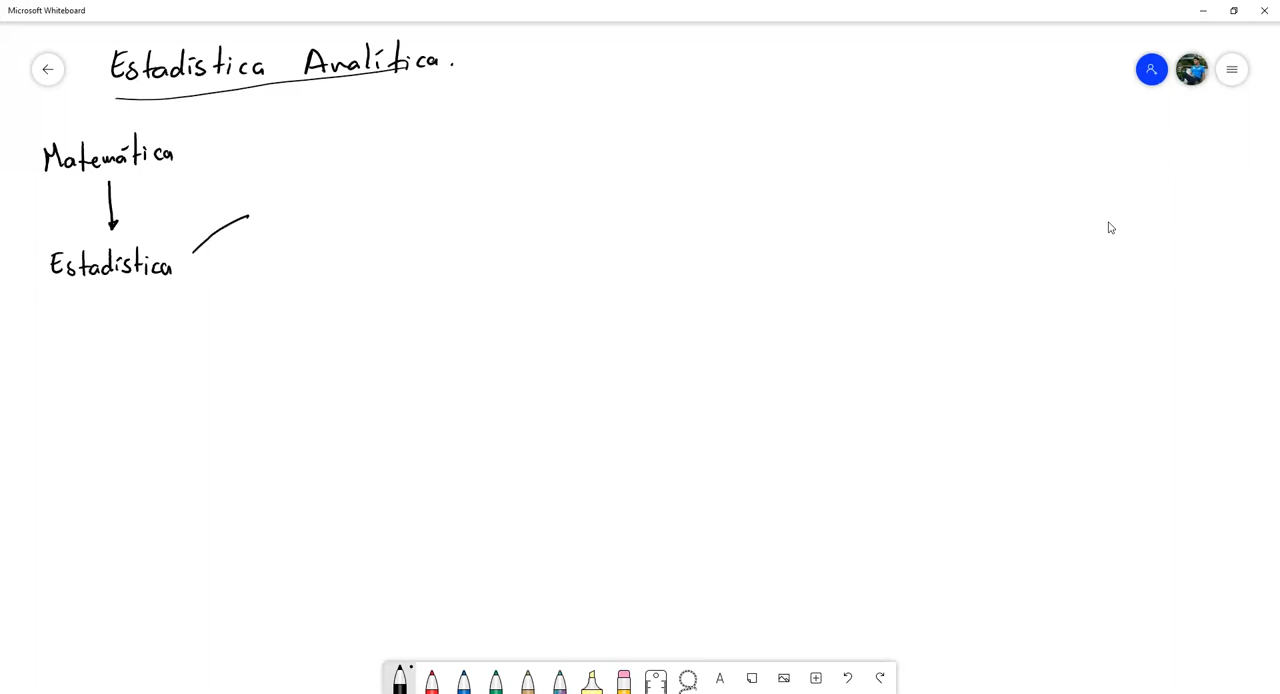 Microsoft Whiteboard
Estadística Analítica.
Matemática
Estadística
A